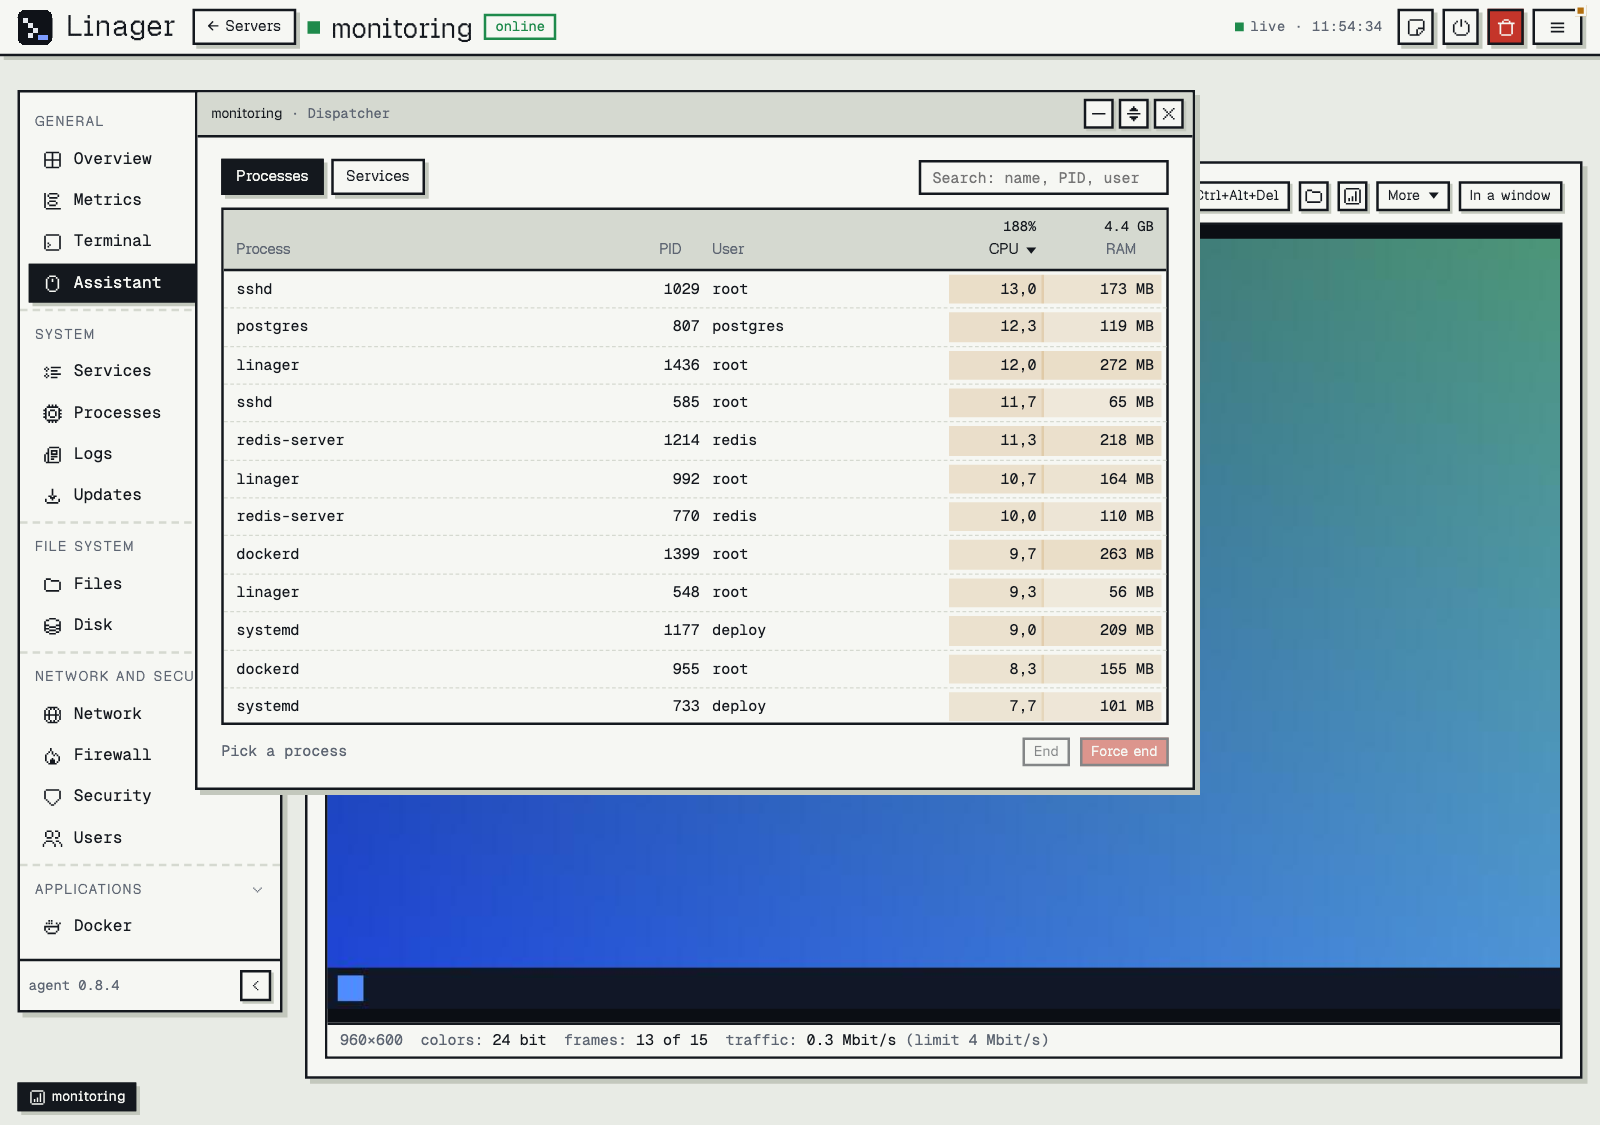 Linager
← Servers
monitoring
online
live · 11:54:34
GENERAL
Overview
Metrics
Terminal
Assistant
SYSTEM
Services
Processes
Logs
Updates
FILE SYSTEM
Files
Disk
NETWORK AND SECU
Network
Firewall
Security
Users
APPLICATIONS
Docker
agent 0.8.4
monitoring · Dispatcher
Processes
Services
Search: name, PID, user
188% 4.4 GB
Process PID User CPU RAM
sshd 1029 root 13,0 173 MB
postgres 807 postgres 12,3 119 MB
linager 1436 root 12,0 272 MB
sshd 585 root 11,7 65 MB
redis-server 1214 redis 11,3 218 MB
linager 992 root 10,7 164 MB
redis-server 770 redis 10,0 110 MB
dockerd 1399 root 9,7 263 MB
linager 548 root 9,3 56 MB
systemd 1177 deploy 9,0 209 MB
dockerd 955 root 8,3 155 MB
systemd 733 deploy 7,7 101 MB
Pick a process
End
Force end
Ctrl+Alt+Del
More
In a window
960×600 colors: 24 bit frames: 13 of 15 traffic: 0.3 Mbit/s (limit 4 Mbit/s)
monitoring